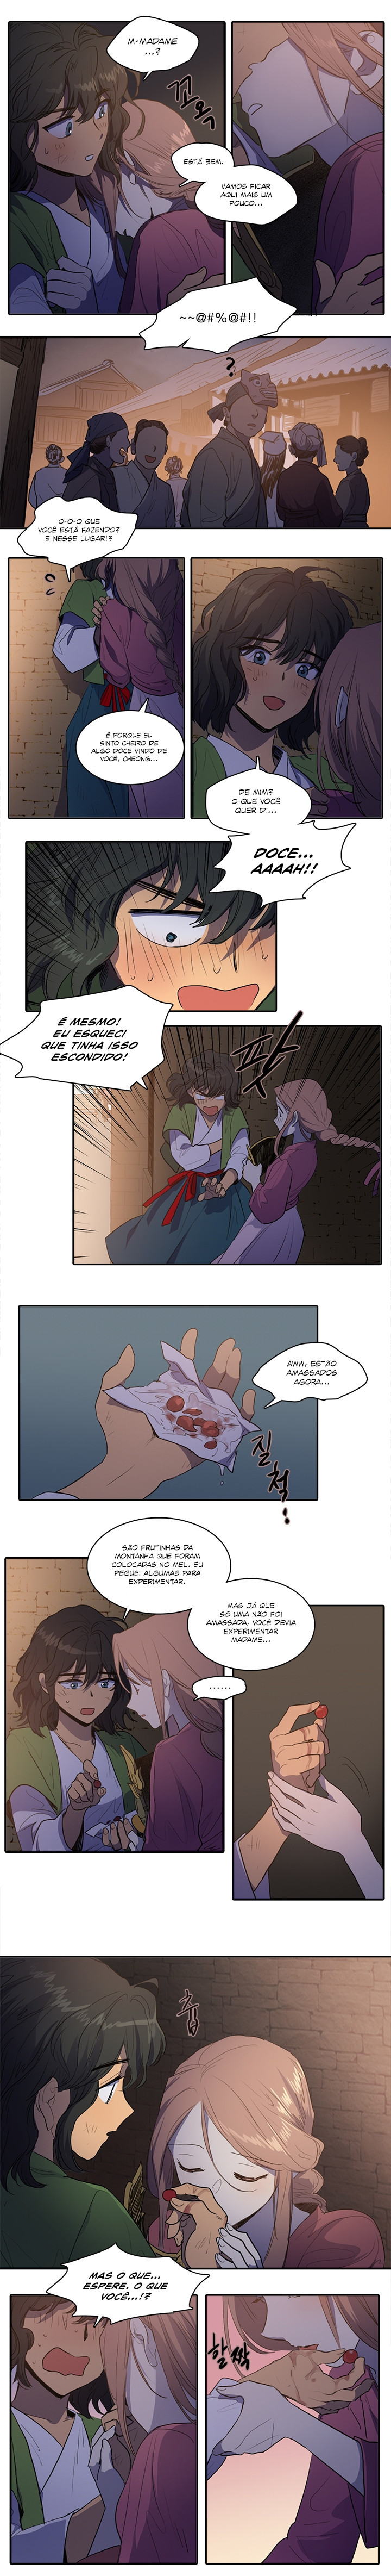 M-MADAME
...?
꼬옥
ESTÁ BEM.
VAMOS FICAR
AQUI MAIS UM
POUCO...
~~@#%@#!!
?
O-O-O QUE
VOCÊ ESTÁ FAZENDO?
E NESSE LUGAR!?
É PORQUE EU
SINTO CHEIRO DE
ALGO DOCE VINDO DE
VOCÊ, CHEONG...
DE MIM?
O QUE VOCÊ
QUER DI...
DOCE...
AAAAH!!
É MESMO!
EU ESQUECI
QUE TINHA ISSO
ESCONDIDO!
팟
AWW, ESTÃO
AMASSADOS
AGORA...
질척
SÃO FRUTINHAS DA
MONTANHA QUE FORAM
COLOCADAS NO MEL. EU
PEGUEI ALGUMAS PARA
EXPERIMENTAR.
MAS JÁ QUE
SÓ UMA NÃO FOI
AMASSADA, VOCÊ DEVIA
EXPERIMENTAR
MADAME...
......
춥
MAS O QUE...
ESPERE. O QUE
VOCÊ...!?
할짝